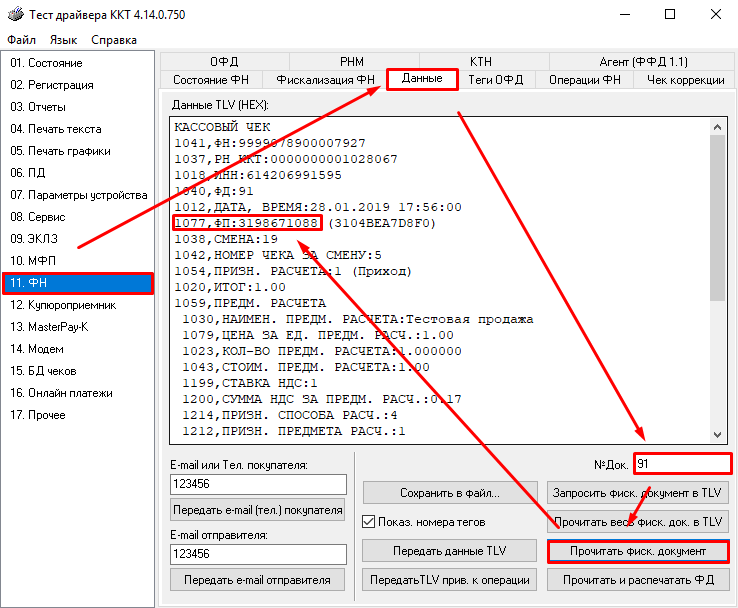 Тест драйвера ККТ 4.14.0.750
Файл Язык Справка
01. Состояние
02. Регистрация
03. Отчеты
04. Печать текста
05. Печать графики
06. ПД
07. Параметры устройства
08. Сервис
09. ЭКЛЗ
10. МФП
11. ФН
12. Купюроприемник
13. MasterPay-K
14. Модем
15. БД чеков
16. Онлайн платежи
17. Прочее
ОФД РНМ КТН Агент (ФФД 1.1)
Состояние ФН Фискализация ФН Данные Теги ОФД Операции ФН Чек коррекции
Данные TLV (HEX):
КАССОВЫЙ ЧЕК
1041,ФН:9999078900007927
1037,РН ККТ:0000000001028067
1018,ИНН:614206991595
1040,ФД:91
1012,ДАТА, ВРЕМЯ:28.01.2019 17:56:00
1077,ФП:3198671088 (3104BEA7D8F0)
1038,СМЕНА:19
1042,НОМЕР ЧЕКА ЗА СМЕНУ:5
1054,ПРИЗН. РАСЧЕТА:1 (Приход)
1020,ИТОГ:1.00
1059,ПРЕДМ. РАСЧЕТА
1030,НАИМЕН. ПРЕДМ. РАСЧЕТА:Тестовая продажа
1079,ЦЕНА ЗА ЕД. ПРЕДМ. РАСЧ.:1.00
1023,КОЛ-ВО ПРЕДМ. РАСЧЕТА:1.000000
1043,СТОИМ. ПРЕДМ. РАСЧЕТА:1.00
1199,СТАВКА НДС:1
1200,СУММА НДС ЗА ПРЕДМ. РАСЧ.:0.17
1214,ПРИЗН. СПОСОБА РАСЧ.:4
1212,ПРИЗН. ПРЕДМЕТА РАСЧ.:1
E-mail или Тел. покупателя:
123456
Передать e-mail (тел.) покупателя
E-mail отправителя:
123456
Передать e-mail отправителя
Сохранить в файл...
Показ. номера тегов
Передать данные TLV
ПередатьTLV прив. к операции
№Док. 91
Запросить фиск. документ в TLV
Прочитать весь фиск. док. в TLV
Прочитать фиск. документ
Прочитать и распечатать ФД